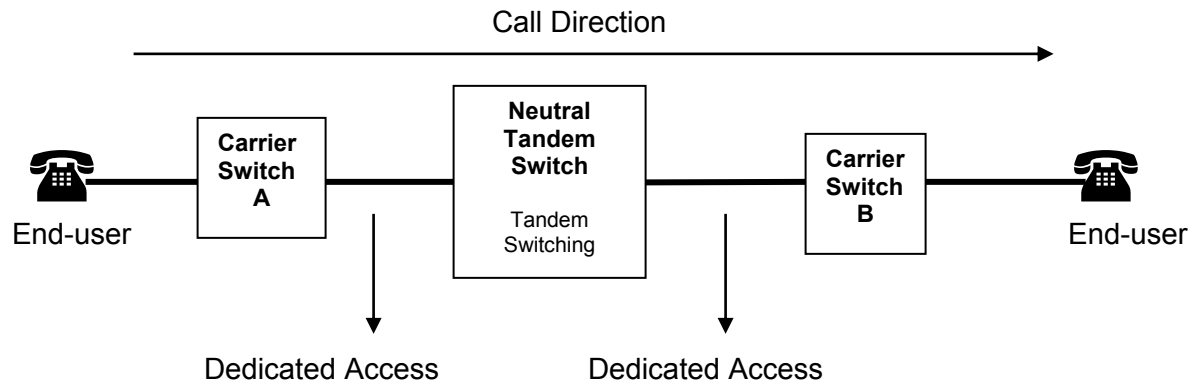 Call Direction
Carrier
Switch
A
Neutral
Tandem
Switch
Tandem
Switching
Carrier
Switch
B
End-user
End-user
Dedicated Access
Dedicated Access